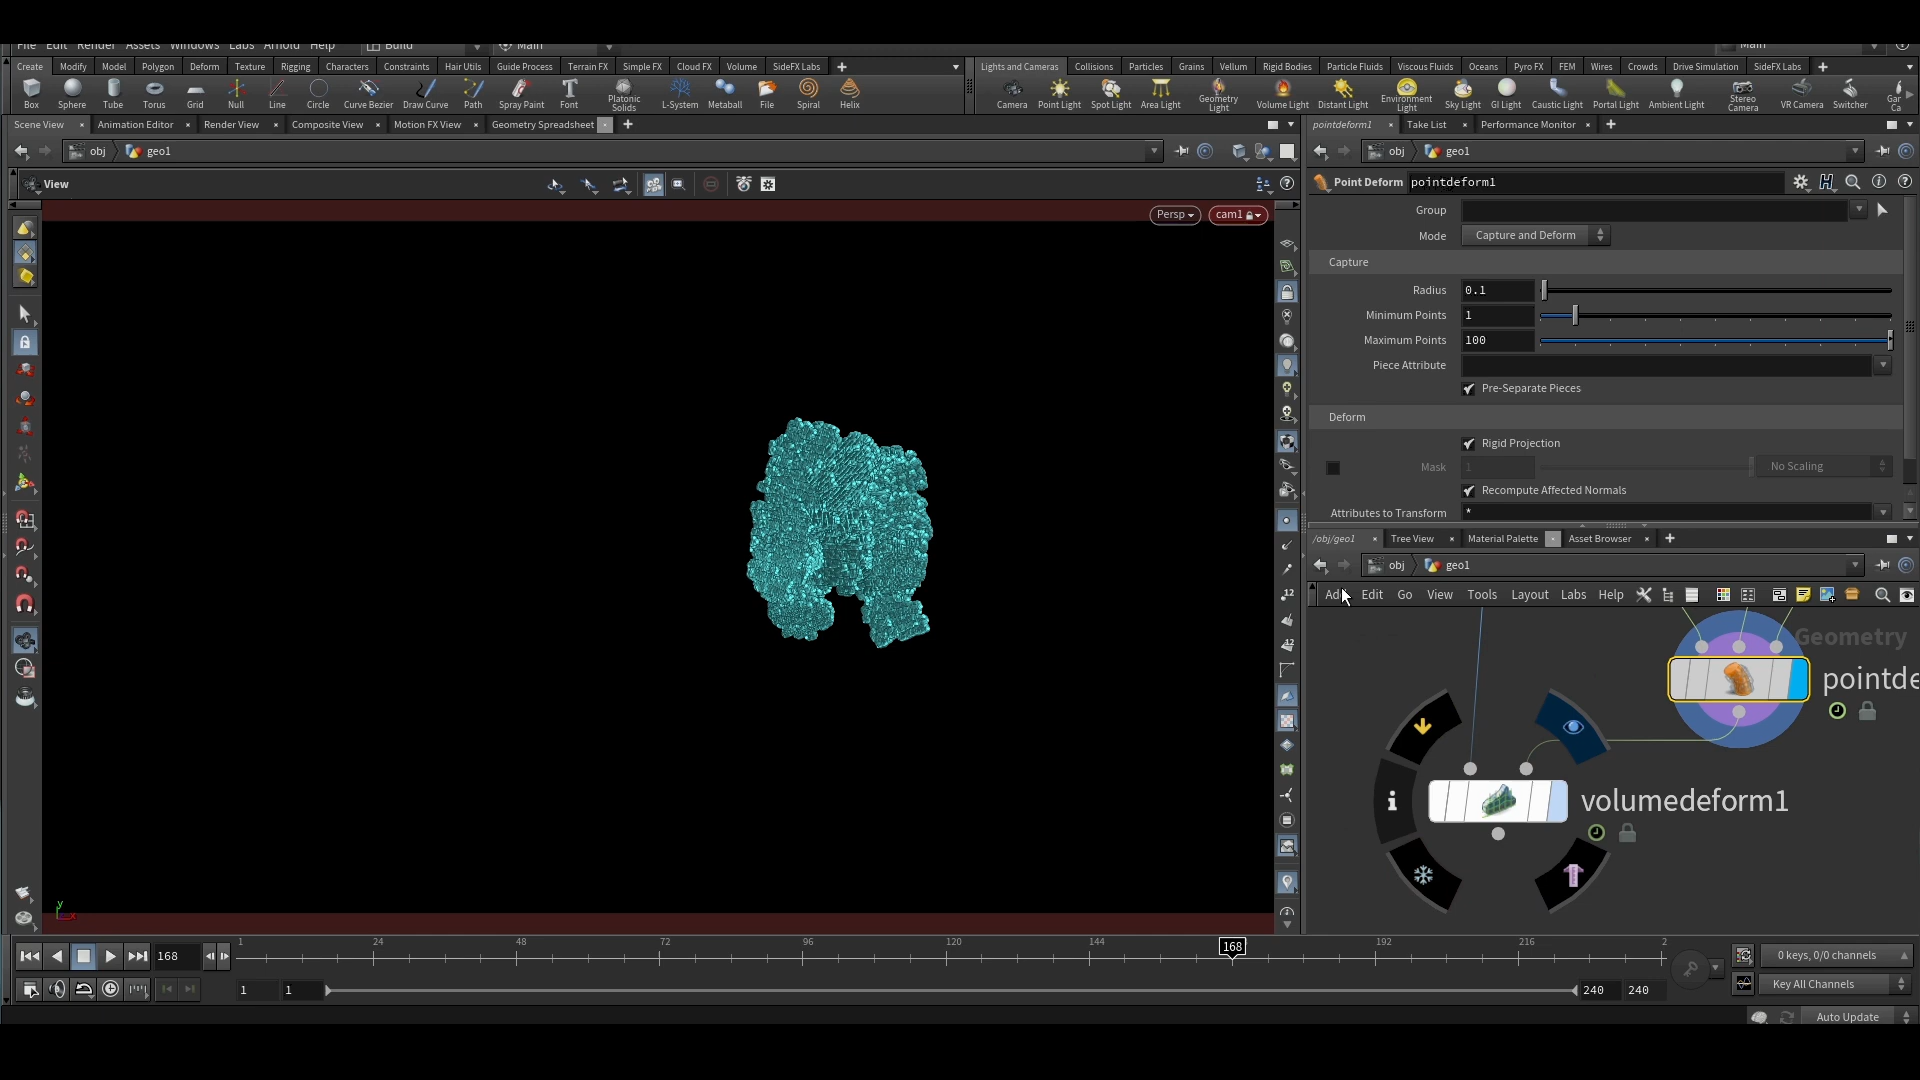 File Edit Render Assets Windows Labs Arnold Help Build Main Main
Create Modify Model Polygon Deform Texture Rigging Characters Constraints Hair Utils Guide Process Terrain FX Simple FX Cloud FX Volume SideFX Labs
Lights and Cameras Collisions Particles Grains Vellum Rigid Bodies Particle Fluids Viscous Fluids Oceans Pyro FX FEM Wires Crowds Drive Simulation SideFX Labs
Box Sphere Tube Torus Grid Null Line Circle Curve Bezier Draw Curve Path Spray Paint Font Platonic Solids L-System Metaball File Spiral Helix
Camera Point Light Spot Light Area Light Geometry Light Volume Light Distant Light Environment Light Sky Light GI Light Caustic Light Portal Light Ambient Light Stereo Camera VR Camera Switcher Gar Ca
Scene View Animation Editor Render View Composite View Motion FX View Geometry Spreadsheet
pointdeform1 Take List Performance Monitor
obj geo1
obj geo1
View
Persp cam1
Point Deform pointdeform1
Group
Mode Capture and Deform
Capture
Radius 0.1
Minimum Points 1
Maximum Points 100
Piece Attribute
Pre-Separate Pieces
Deform
Rigid Projection
Mask 1 No Scaling
Recompute Affected Normals
Attributes to Transform *
/obj/geo1 Tree View Material Palette Asset Browser
obj geo1
Add Edit Go View Tools Layout Labs Help
Geometry
pointde
volumedeform1
12
12
y
x
168
1 24 48 72 96 120 144 168 192 216 2
1 1 240 240
0 keys, 0/0 channels
Key All Channels
Auto Update